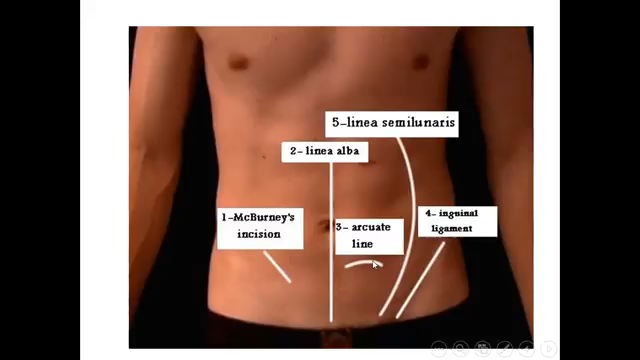 5-linea semilunaris
2- linea alba
1-McBurney's
incision
3- arcuate
line
4- inguinal
ligament